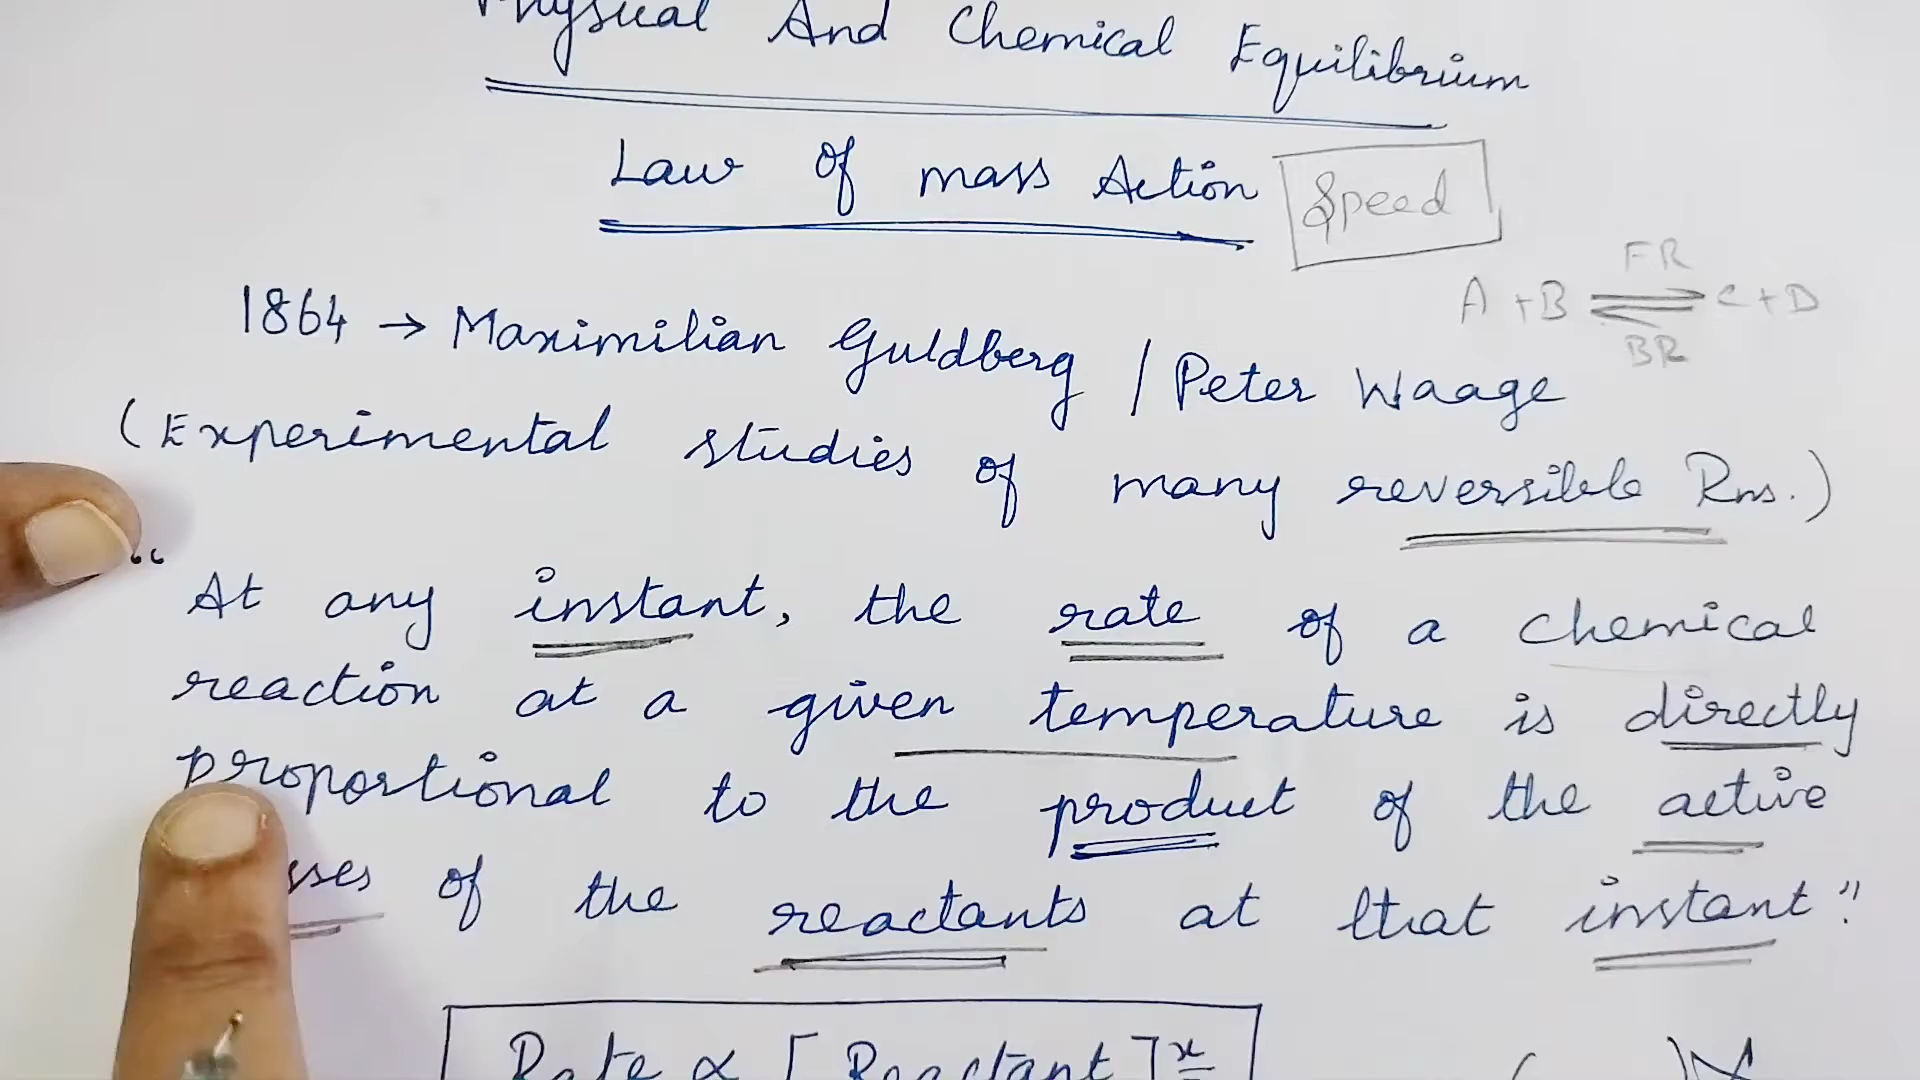 Physical And Chemical Equilibrium
Law of mass Action
Speed
FR
A + B ⇌ C + D
BR
1864 → Maximilian Guldberg / Peter Waage
(Experimental studies of many reversible Rns.)
"At any instant, the rate of a chemical
reaction at a given temperature is directly
proportional to the product of the active
sses of the reactants at that instant"
Rate ∝ [Reactant]x